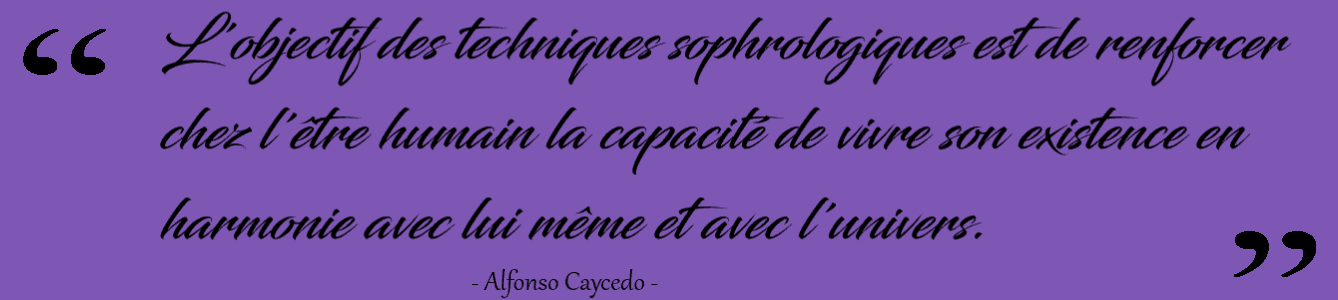 “ L'objectif des techniques sophrologiques est de renforcer
chez l'être humain la capacité de vivre son existence en
harmonie avec lui même et avec l'univers. ”
- Alfonso Caycedo -